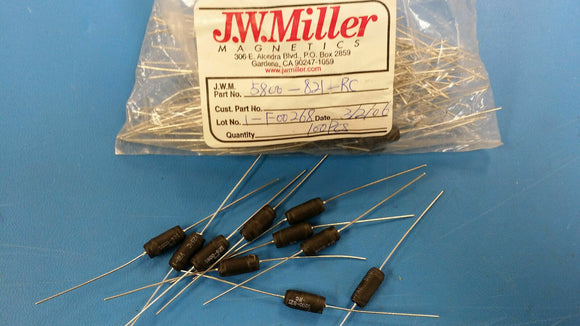 J.W.Miller
MAGNETICS
306 E. Alondra Blvd., P.O. Box 2859
Gardena, CA 90247-1059
www.jwmiller.com
J.W.M.
Part No. 5800-821-RC
Cust. Part No.
Lot No. 1-F00268 Date 3/2/06
Quantity 100PCS